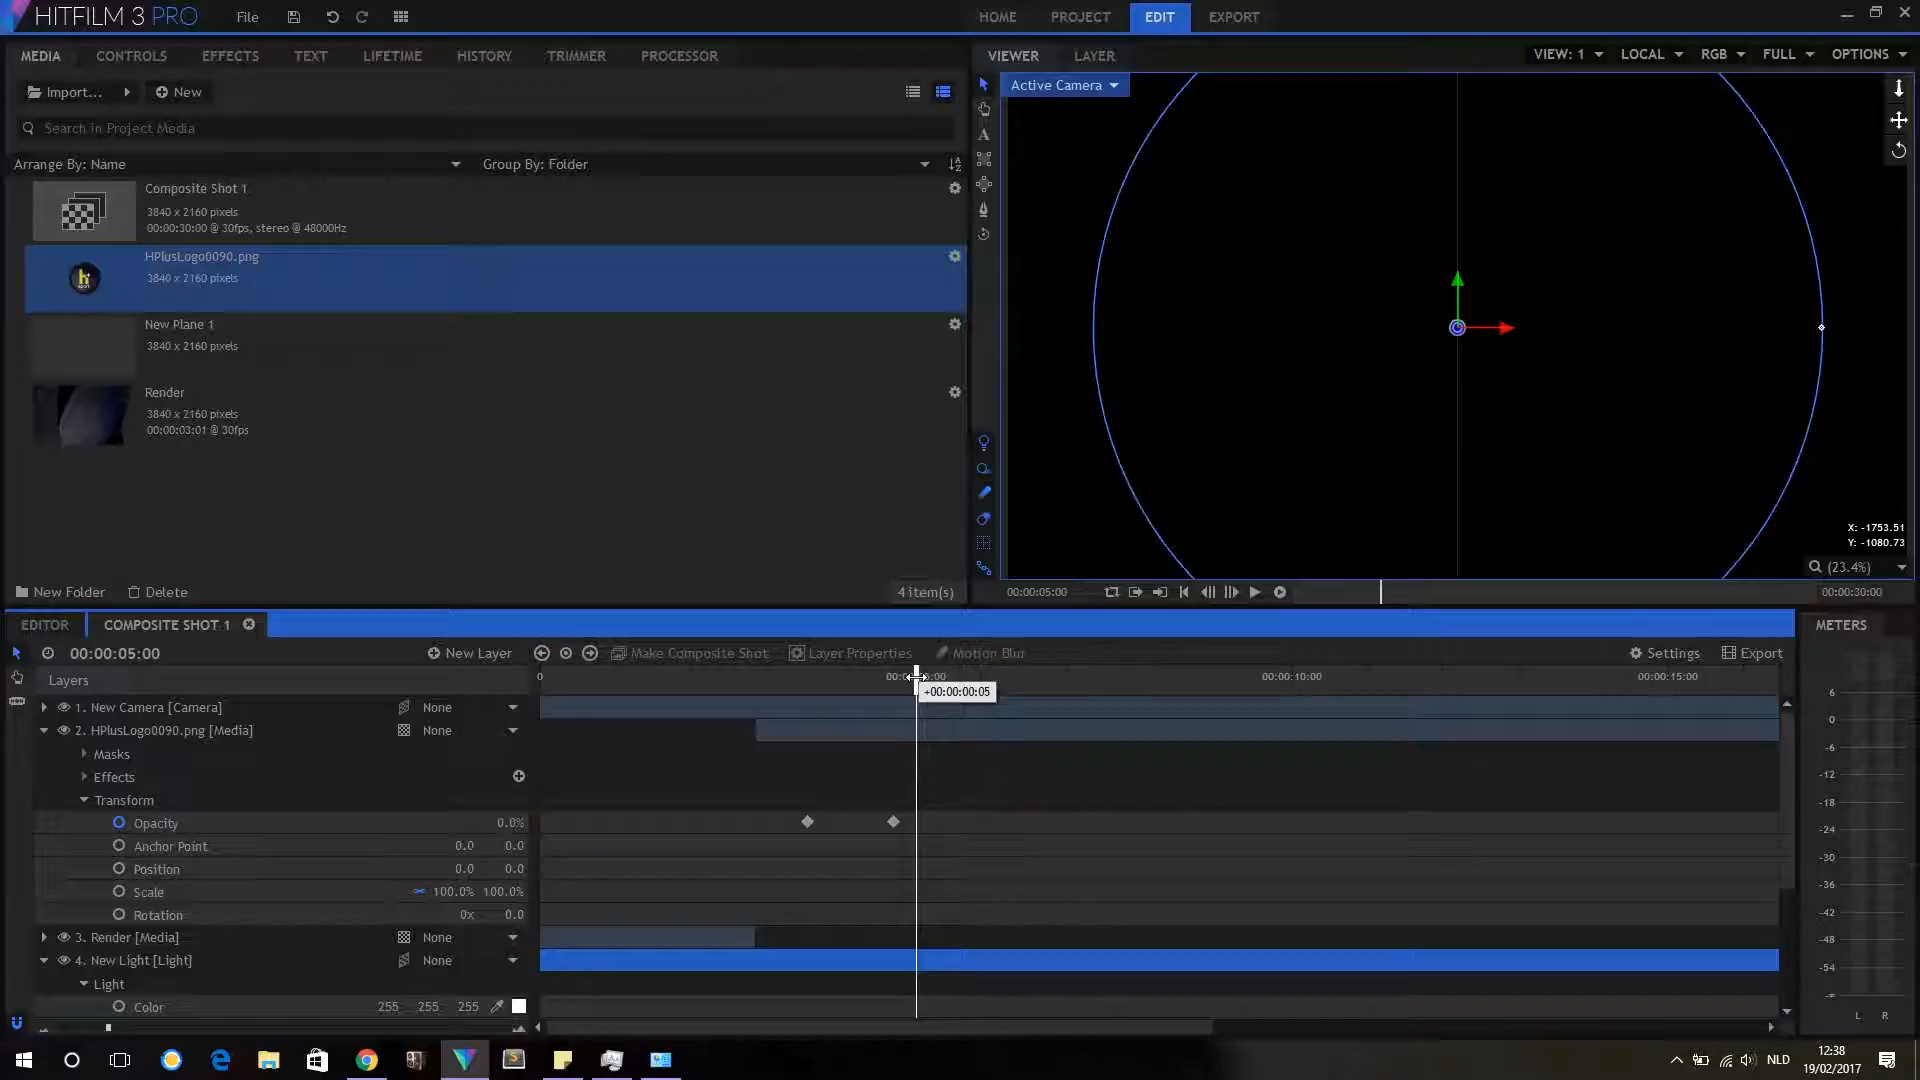 HITFILM 3 PRO File HOME PROJECT EDIT EXPORT
MEDIA CONTROLS EFFECTS TEXT LIFETIME HISTORY TRIMMER PROCESSOR
Import... New
Search in Project Media
Arrange By: Name Group By: Folder
Composite Shot 1
3840 x 2160 pixels
00:00:30:00 @ 30fps, stereo @ 48000Hz
HPlusLogo0090.png
3840 x 2160 pixels
New Plane 1
3840 x 2160 pixels
Render
3840 x 2160 pixels
00:00:03:01 @ 30fps
New Folder Delete 4 item(s)
VIEWER LAYER VIEW: 1 LOCAL RGB FULL OPTIONS
Active Camera
X: -1753.51
Y: -1080.73
(23.4%)
00:00:05:00 00:00:30:00
EDITOR COMPOSITE SHOT 1
00:00:05:00 New Layer Make Composite Shot Layer Properties Motion Blur Settings Export
Layers 0 00:00:10:00 00:00:15:00
+00:00:00:05
1. New Camera [Camera] None
2. HPlusLogo0090.png [Media] None
Masks
Effects
Transform
Opacity 0.0%
Anchor Point 0.0 0.0
Position 0.0 0.0
Scale 100.0% 100.0%
Rotation 0x 0.0
3. Render [Media] None
4. New Light [Light] None
Light
Color 255 255 255
METERS
6
0
-6
-12
-18
-24
-30
-36
-42
-48
-54
L R
NLD
12:38
19/02/2017